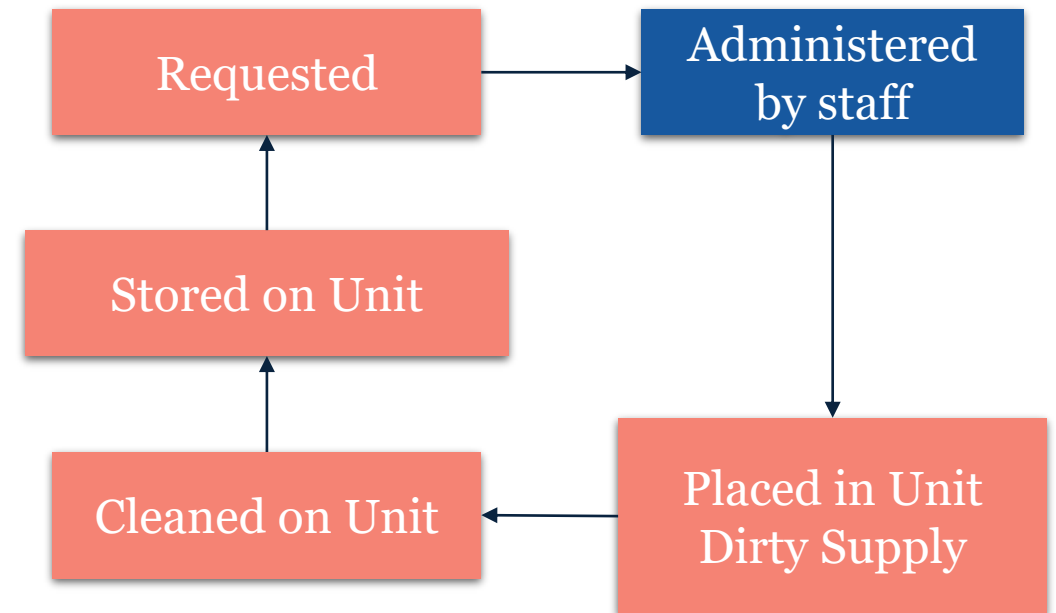 Requested
Administered
by staff
Stored on Unit
Cleaned on Unit
Placed in Unit
Dirty Supply